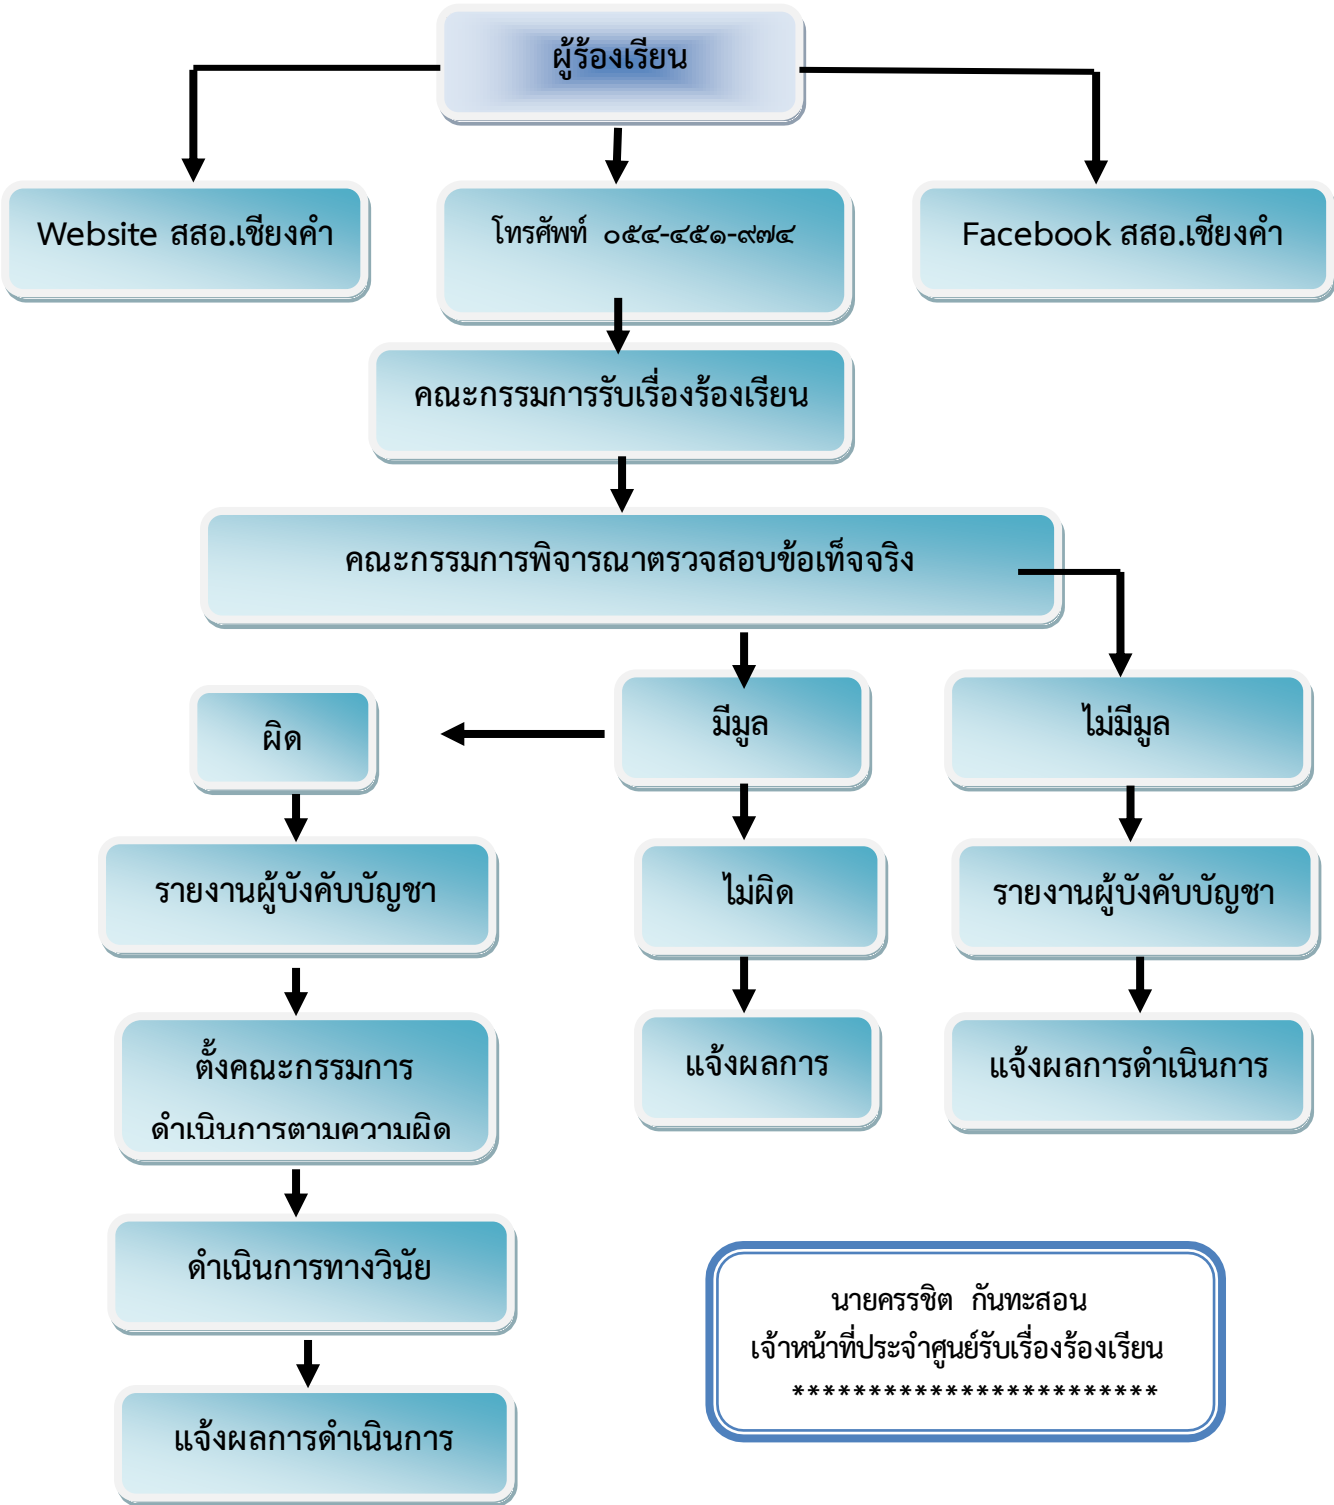 ผู้ร้องเรียน
Website สสอ.เชียงคำ
โทรศัพท์ ๐๕๔-๔๕๑-๙๗๔
Facebook สสอ.เชียงคำ
คณะกรรมการรับเรื่องร้องเรียน
คณะกรรมการพิจารณาตรวจสอบข้อเท็จจริง
ผิด
มีมูล
ไม่มีมูล
รายงานผู้บังคับบัญชา
ไม่ผิด
รายงานผู้บังคับบัญชา
ตั้งคณะกรรมการ
ดำเนินการตามความผิด
แจ้งผลการ
แจ้งผลการดำเนินการ
ดำเนินการทางวินัย
แจ้งผลการดำเนินการ
นายครรชิต กันทะสอน
เจ้าหน้าที่ประจำศูนย์รับเรื่องร้องเรียน
************************